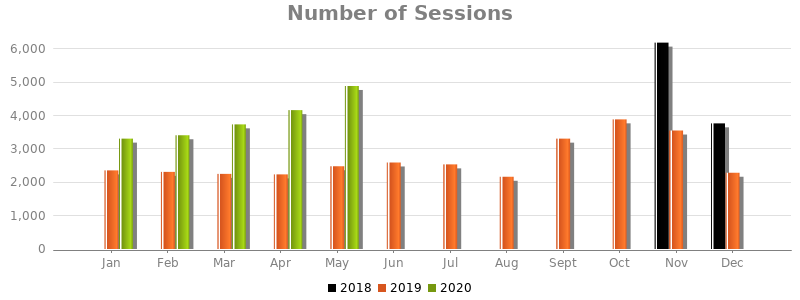 Number of Sessions
6,000
5,000
4,000
3,000
2,000
1,000
0
Jan Feb Mar Apr May Jun Jul Aug Sept Oct Nov Dec
2018 2019 2020